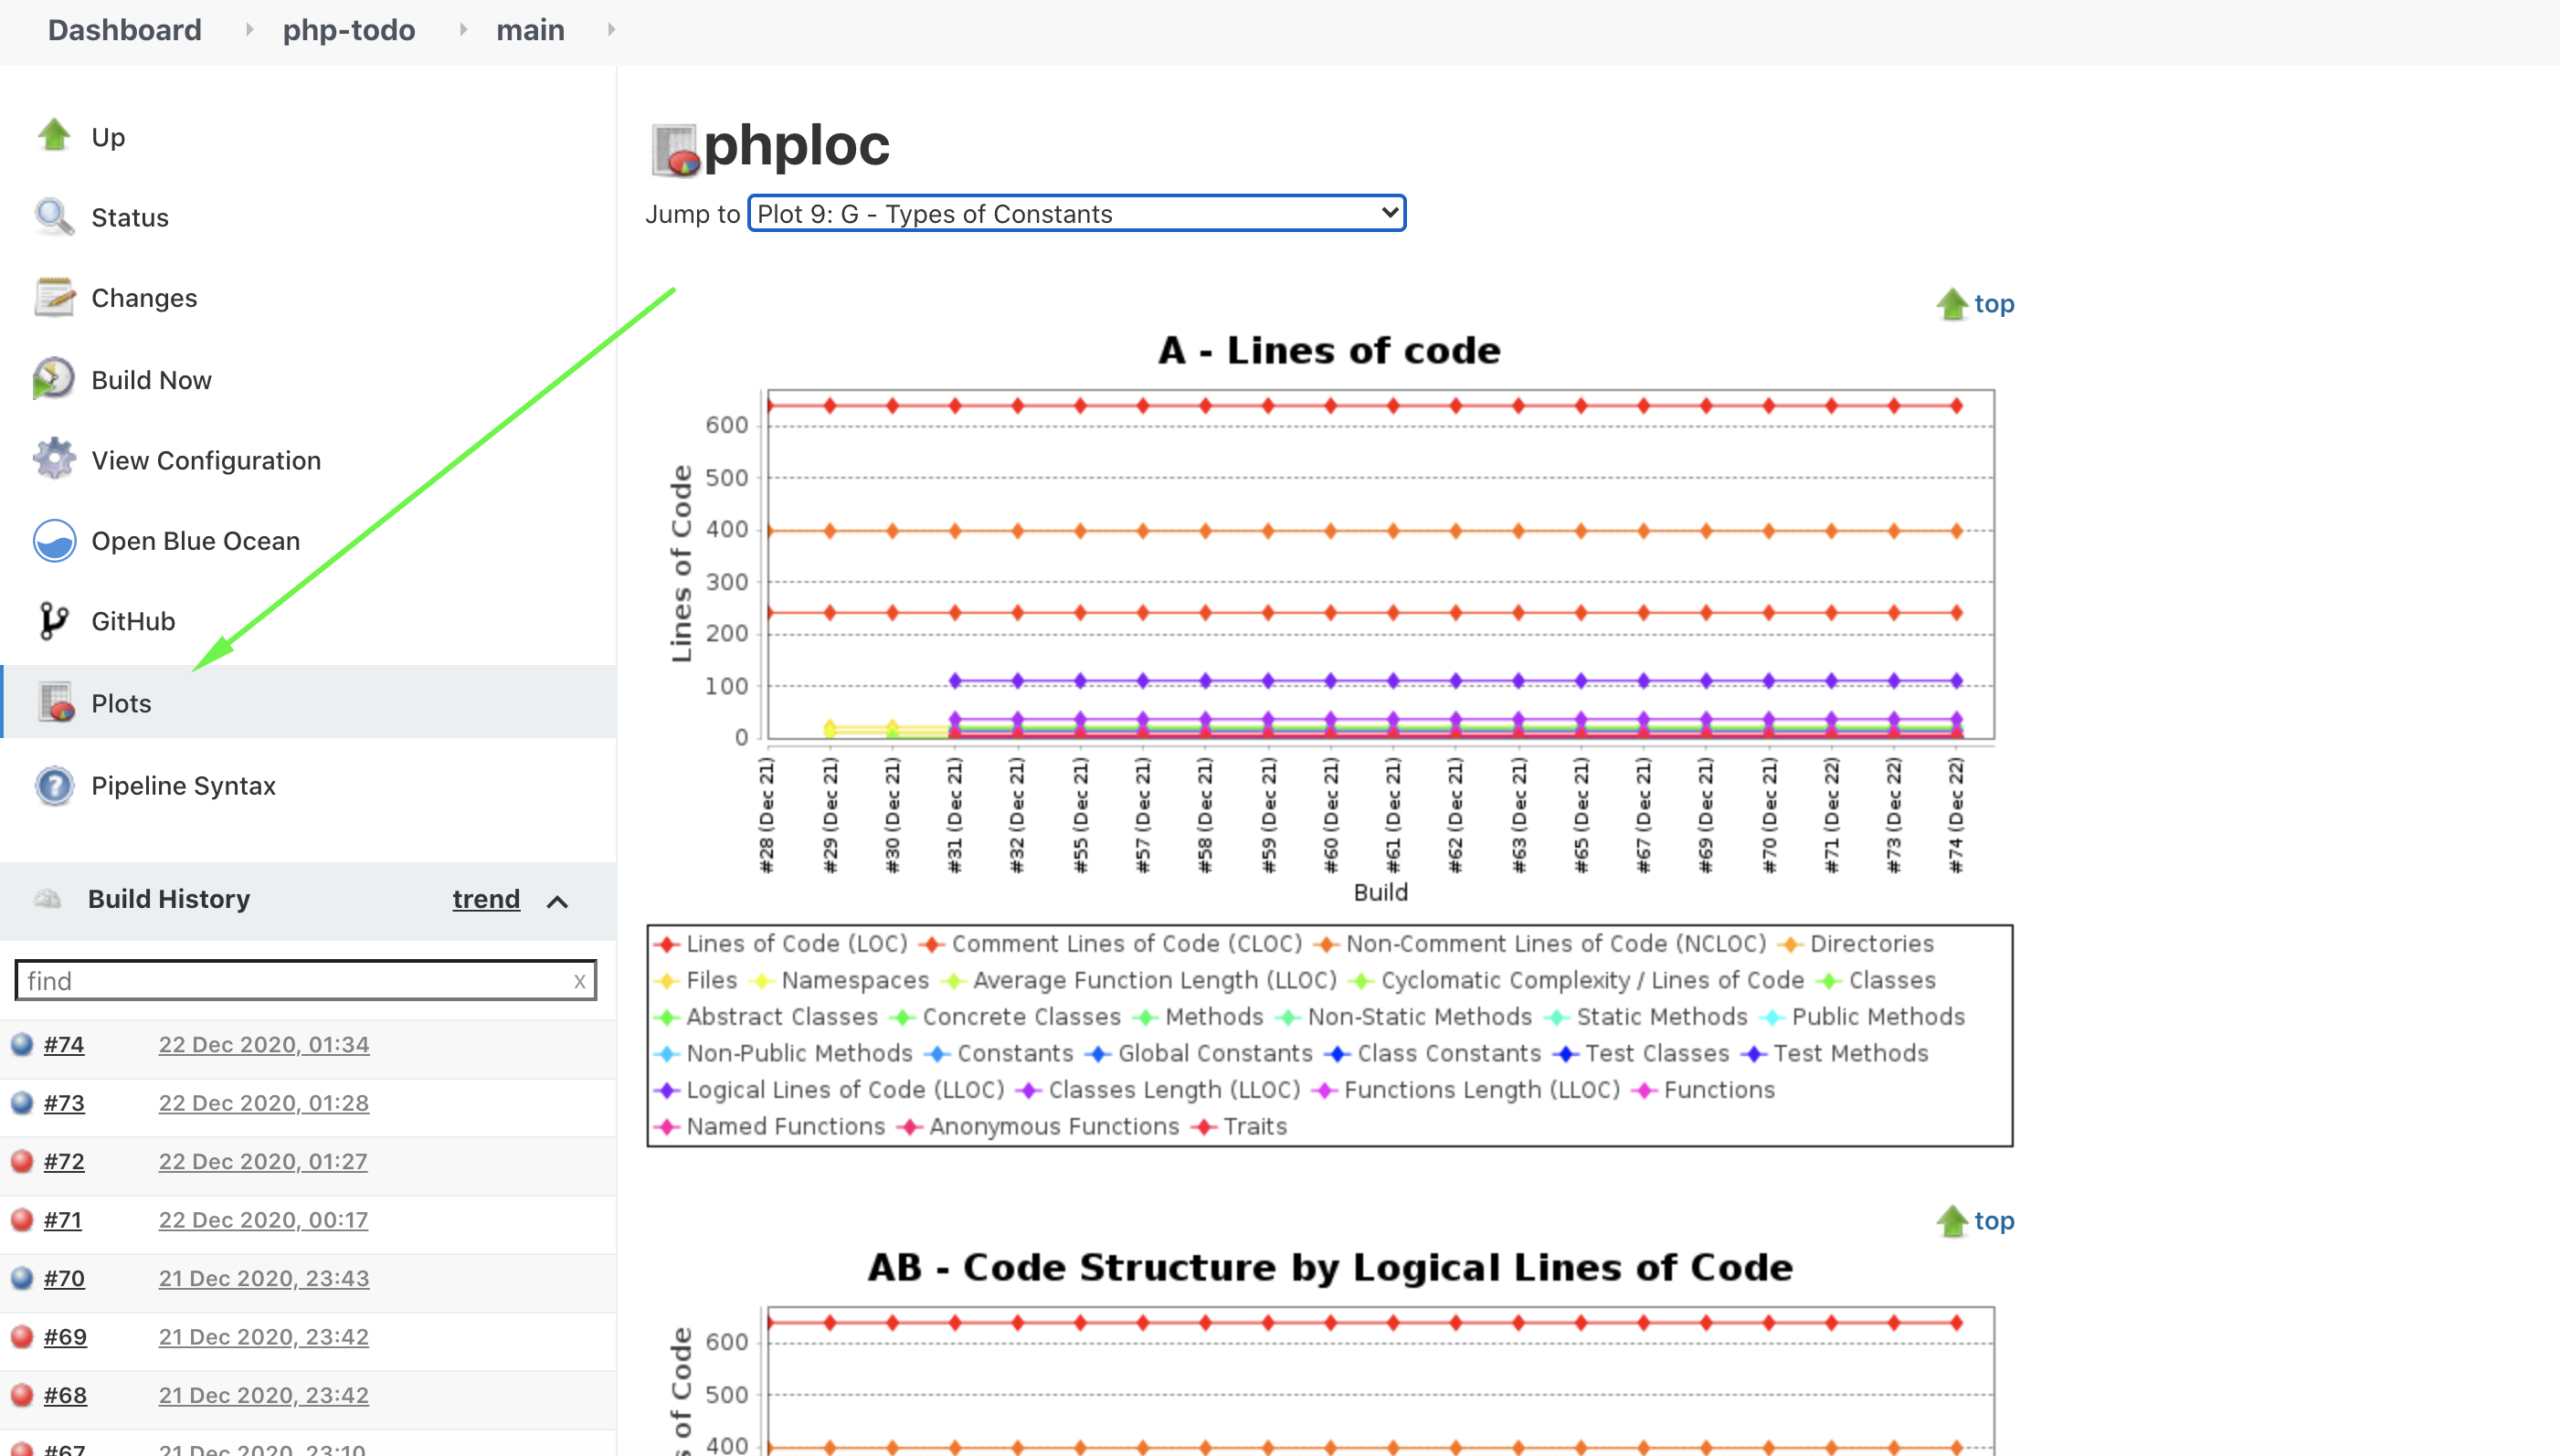 Dashboard php-todo main
Up
Status
Changes
Build Now
View Configuration
Open Blue Ocean
GitHub
Plots
Pipeline Syntax
Build History trend
find x
#74 22 Dec 2020, 01:34
#73 22 Dec 2020, 01:28
#72 22 Dec 2020, 01:27
#71 22 Dec 2020, 00:17
#70 21 Dec 2020, 23:43
#69 21 Dec 2020, 23:42
#68 21 Dec 2020, 23:42
#67 21 Dec 2020, 23:10
phploc
Jump to Plot 9: G - Types of Constants
top
A - Lines of code
Lines of Code
600
500
400
300
200
100
0
#28 (Dec 21)
#29 (Dec 21)
#30 (Dec 21)
#31 (Dec 21)
#32 (Dec 21)
#55 (Dec 21)
#57 (Dec 21)
#58 (Dec 21)
#59 (Dec 21)
#60 (Dec 21)
#61 (Dec 21)
#62 (Dec 21)
#63 (Dec 21)
#65 (Dec 21)
#67 (Dec 21)
#69 (Dec 21)
#70 (Dec 21)
#71 (Dec 22)
#73 (Dec 22)
#74 (Dec 22)
Build
Lines of Code (LOC) Comment Lines of Code (CLOC) Non-Comment Lines of Code (NCLOC) Directories
Files Namespaces Average Function Length (LLOC) Cyclomatic Complexity / Lines of Code Classes
Abstract Classes Concrete Classes Methods Non-Static Methods Static Methods Public Methods
Non-Public Methods Constants Global Constants Class Constants Test Classes Test Methods
Logical Lines of Code (LLOC) Classes Length (LLOC) Functions Length (LLOC) Functions
Named Functions Anonymous Functions Traits
top
AB - Code Structure by Logical Lines of Code
s of Code
600
500
400